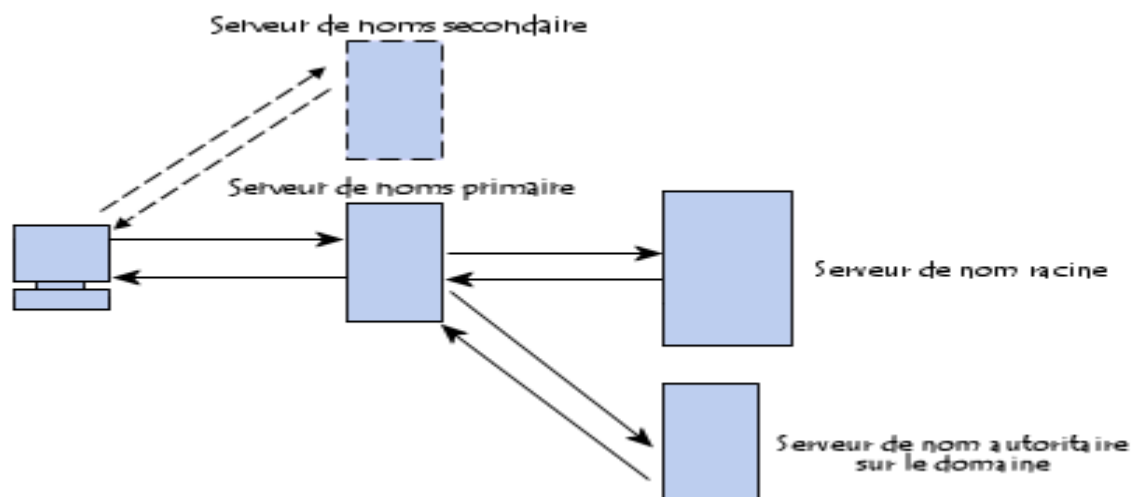 Serveur de noms secondaire
Serveur de noms primaire
Serveur de nom racine
Serveur de nom autoritaire
sur le domaine